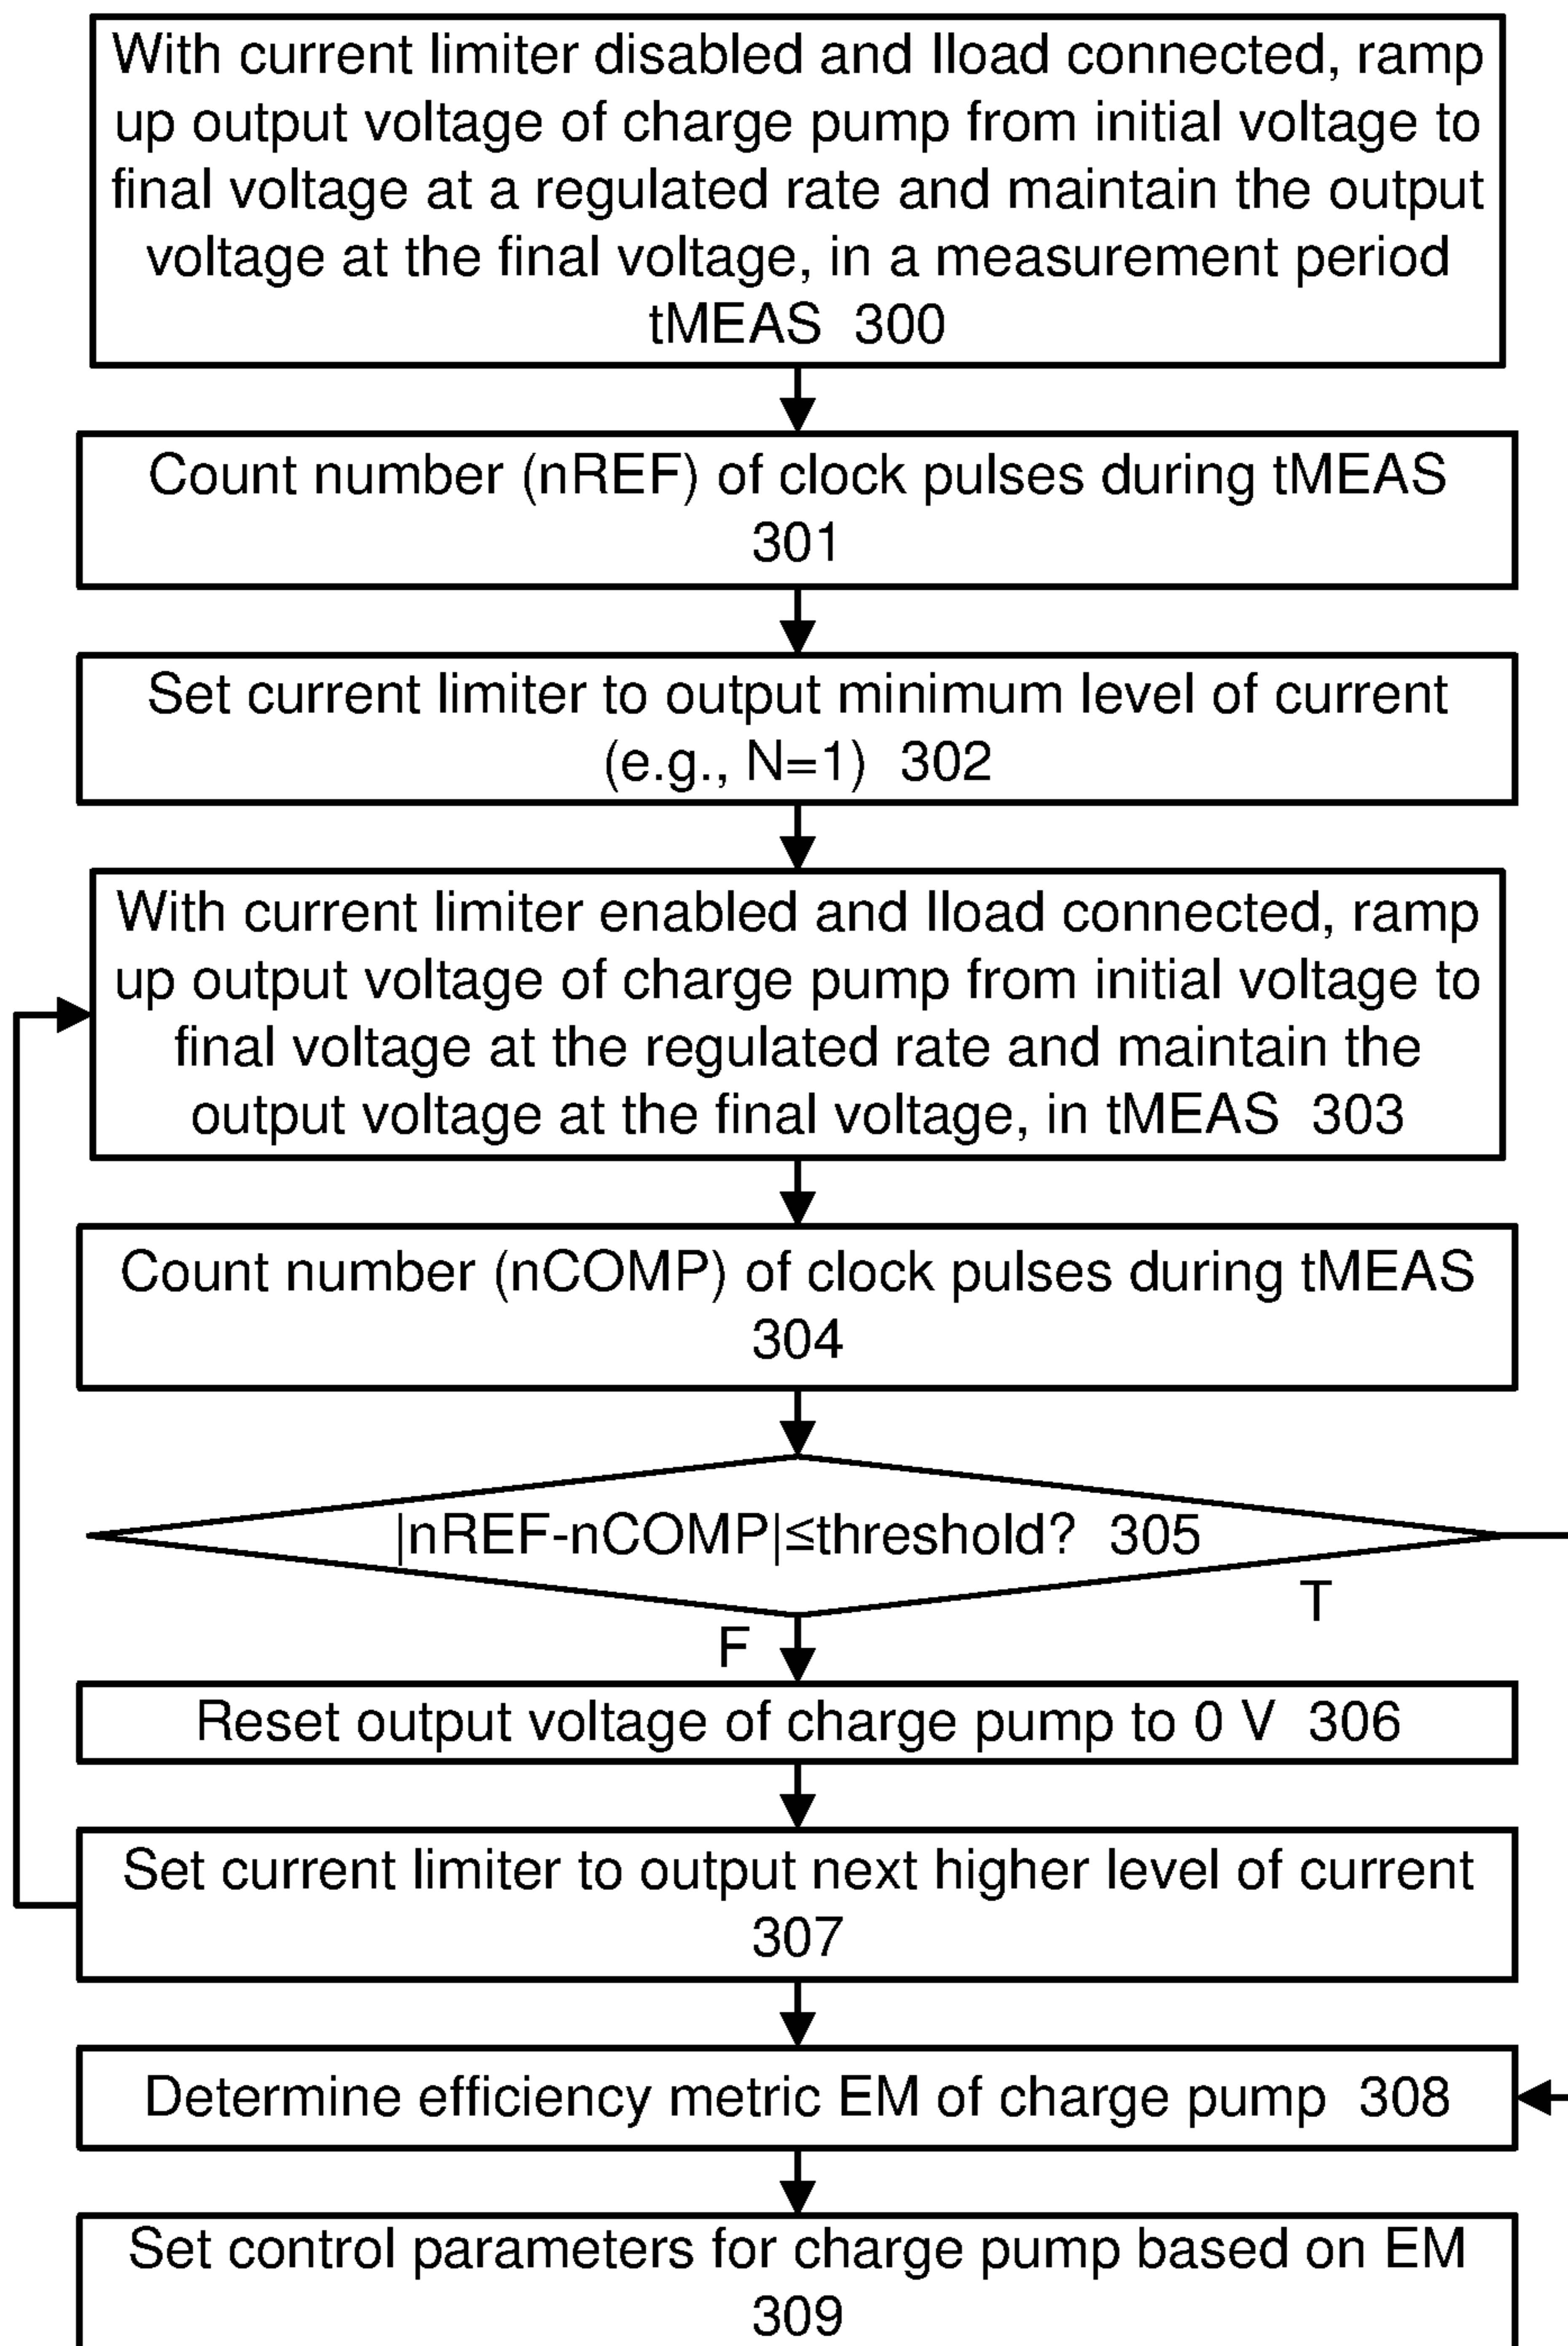 With current limiter disabled and Iload connected, ramp
up output voltage of charge pump from initial voltage to
final voltage at a regulated rate and maintain the output
voltage at the final voltage, in a measurement period
tMEAS 300
Count number (nREF) of clock pulses during tMEAS
301
Set current limiter to output minimum level of current
(e.g., N=1) 302
With current limiter enabled and Iload connected, ramp
up output voltage of charge pump from initial voltage to
final voltage at the regulated rate and maintain the
output voltage at the final voltage, in tMEAS 303
Count number (nCOMP) of clock pulses during tMEAS
304
|nREF-nCOMP|≤threshold? 305
T
F
Reset output voltage of charge pump to 0 V 306
Set current limiter to output next higher level of current
307
Determine efficiency metric EM of charge pump 308
Set control parameters for charge pump based on EM
309